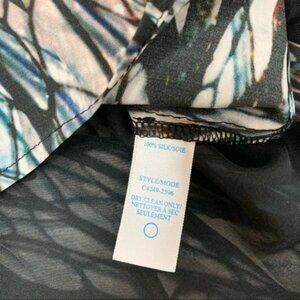 100% SILK/SOIE
STYLE/MODE
C4249-2596
DRY CLEAN ONLY/
NETTOYER A SEC
SEULEMENT